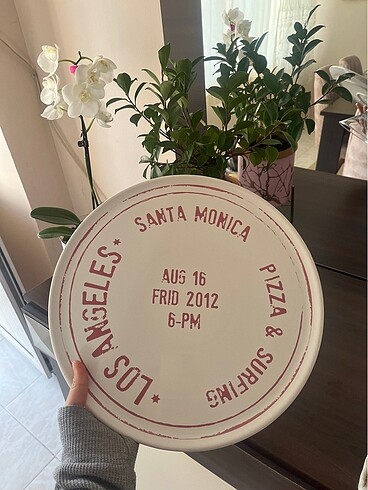 SANTA MONICA
PIZZA & SURFING
*LOS ANGELES*
AUG 16
FRID 2012
6-PM